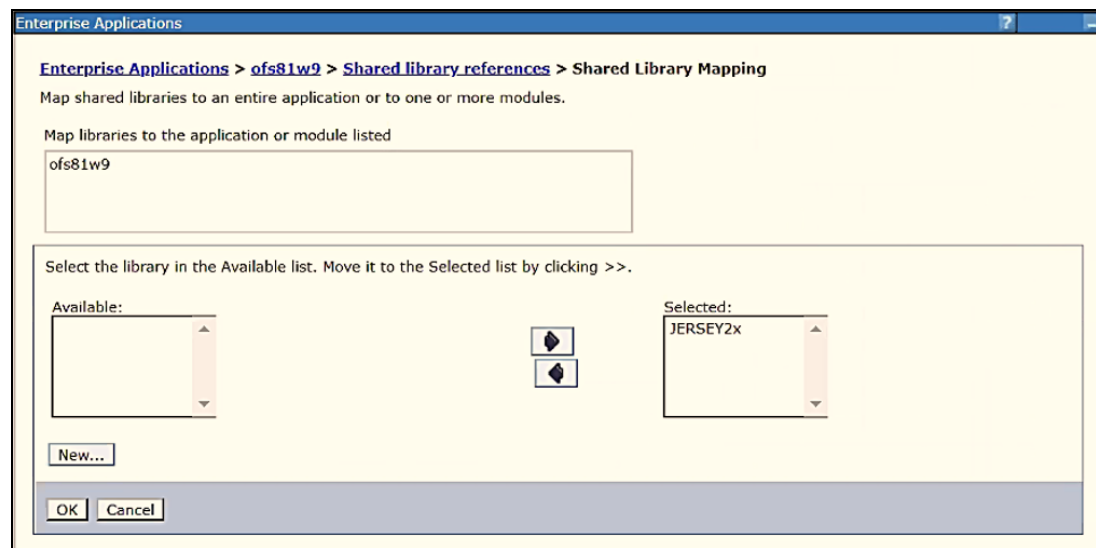 Enterprise Applications ?
Enterprise Applications > ofs81w9 > Shared library references > Shared Library Mapping
Map shared libraries to an entire application or to one or more modules.
Map libraries to the application or module listed
ofs81w9
Select the library in the Available list. Move it to the Selected list by clicking >>.
Available: Selected:
JERSEY2x
New...
OK Cancel